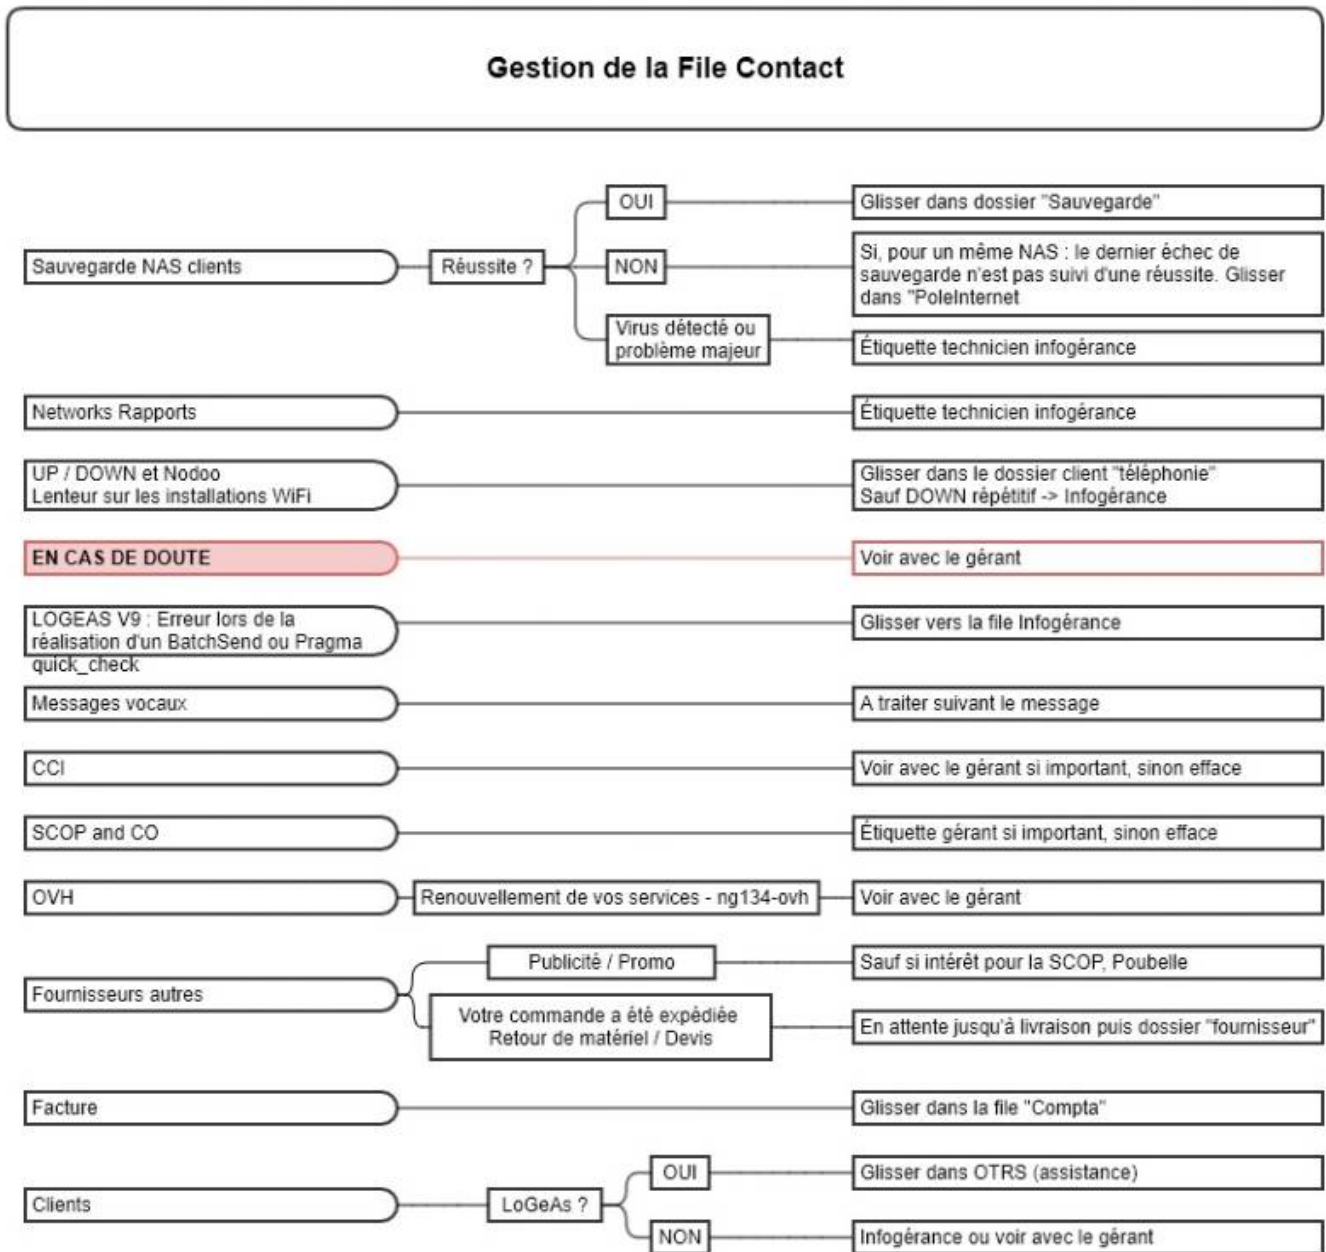 Gestion de la File Contact
Sauvegarde NAS clients
Réussite ?
OUI
Glisser dans dossier "Sauvegarde"
NON
Si, pour un même NAS : le dernier échec de
sauvegarde n'est pas suivi d'une réussite. Glisser
dans "PoleInternet
Virus détecté ou
problème majeur
Étiquette technicien infogérance
Networks Rapports
Étiquette technicien infogérance
UP / DOWN et Nodoo
Lenteur sur les installations WiFi
Glisser dans le dossier client "téléphonie"
Sauf DOWN répétitif -> Infogérance
EN CAS DE DOUTE
Voir avec le gérant
LOGEAS V9 : Erreur lors de la
réalisation d'un BatchSend ou Pragma
quick_check
Glisser vers la file Infogérance
Messages vocaux
A traiter suivant le message
CCI
Voir avec le gérant si important, sinon efface
SCOP and CO
Étiquette gérant si important, sinon efface
OVH
Renouvellement de vos services - ng134-ovh
Voir avec le gérant
Fournisseurs autres
Publicité / Promo
Sauf si intérêt pour la SCOP, Poubelle
Votre commande a été expédiée
Retour de matériel / Devis
En attente jusqu'à livraison puis dossier "fournisseur"
Facture
Glisser dans la file "Compta"
Clients
LoGeAs ?
OUI
Glisser dans OTRS (assistance)
NON
Infogérance ou voir avec le gérant